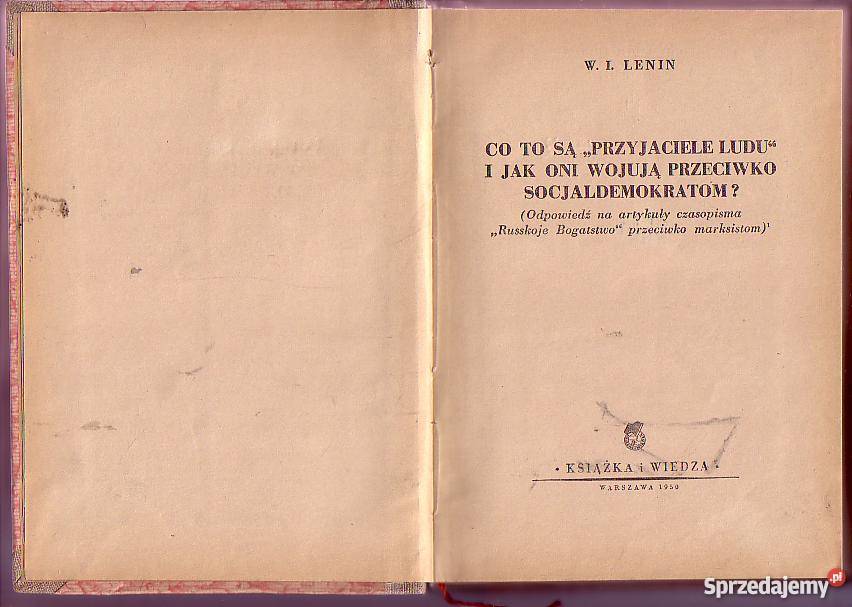 W. I. LENIN
CO TO SĄ „PRZYJACIELE LUDU“
I JAK ONI WOJUJĄ PRZECIWKO
SOCJALDEMOKRATOM?
(Odpowiedź na artykuły czasopisma
„Russkoje Bogatstwo“ przeciwko marksistom)¹
· KSIĄŻKA i WIEDZA ·
WARSZAWA 1950
Sprzedajemy.pl